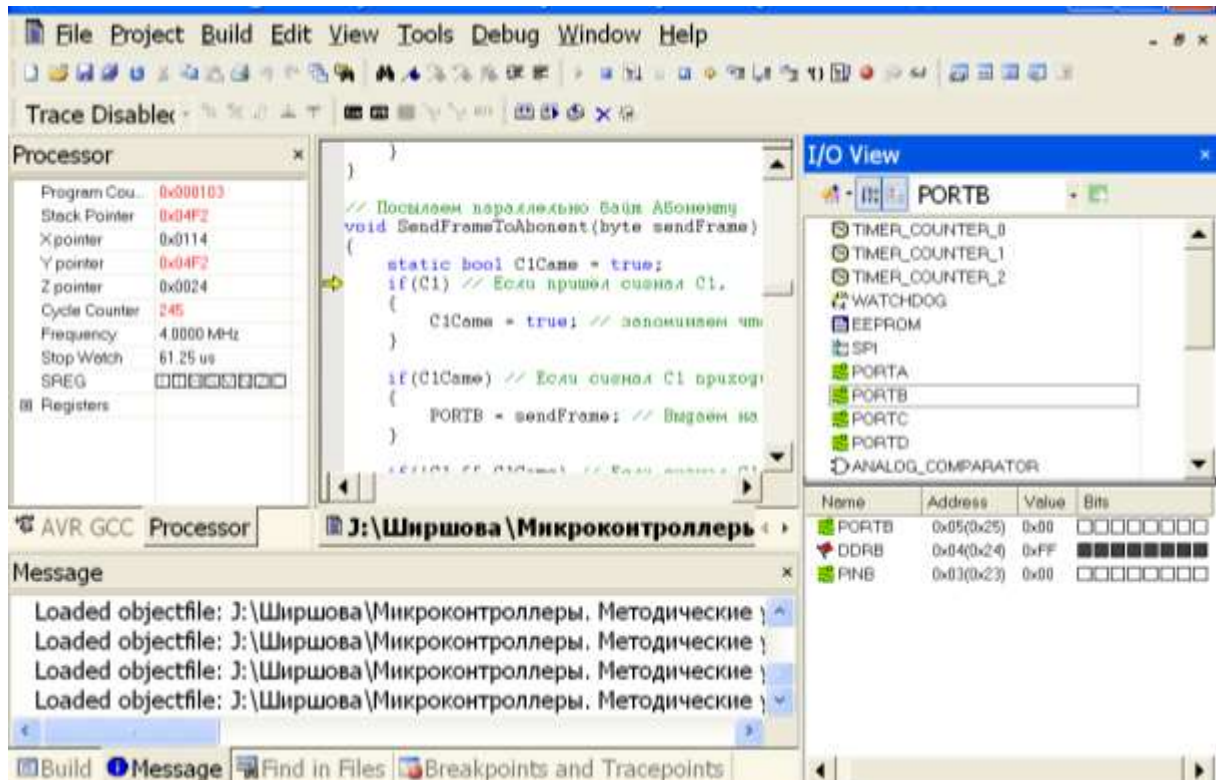 File Project Build Edit View Tools Debug Window Help
Trace Disablec
Processor
Program Cou...
0x000103
Stack Pointer
0x04F2
X pointer
0x0114
Y pointer
0x04F2
Z pointer
0x0024
Cycle Counter
245
Frequency
4.0000 MHz
Stop Watch
61.25 us
SREG
Registers
AVR GCC
Processor
}
}
// Посылаем параллельно байт Абоненту
void SendFrameToAbonent(byte sendFrame)
{
static bool C1Came = true;
if(C1) // Если пришёл сигнал C1,
{
C1Came = true; // запоминаем что
}
if(C1Came) // Если сигнал C1 приходи
{
PORTB = sendFrame; // Выдаём на
}
J:\Ширшова\Микроконтроллеры
I/O View
PORTB
TIMER_COUNTER_0
TIMER_COUNTER_1
TIMER_COUNTER_2
WATCHDOG
EEPROM
SPI
PORTA
PORTB
PORTC
PORTD
ANALOG_COMPARATOR
Name Address Value Bits
PORTB 0x05(0x25) 0x00
DDRB 0x04(0x24) 0xFF
PINB 0x03(0x23) 0x00
Message
Loaded objectfile: J:\Ширшова\Микроконтроллеры. Методические у
Loaded objectfile: J:\Ширшова\Микроконтроллеры. Методические у
Loaded objectfile: J:\Ширшова\Микроконтроллеры. Методические у
Loaded objectfile: J:\Ширшова\Микроконтроллеры. Методические у
Build Message Find in Files Breakpoints and Tracepoints